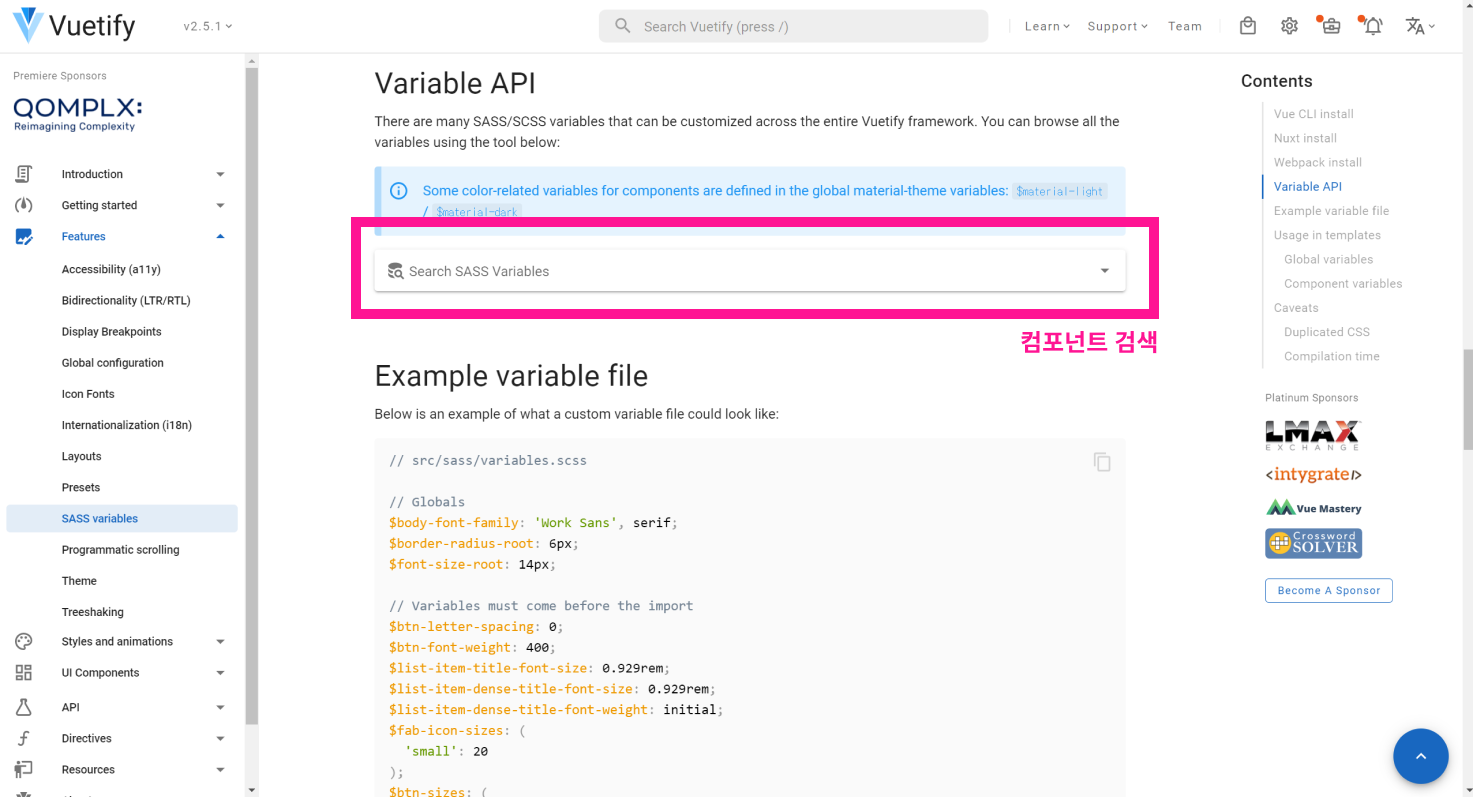 Vuetify
v2.5.1
Search Vuetify (press /)
Learn
Support
Team
Premiere Sponsors
QOMPLX:
Reimagining Complexity
Introduction
Getting started
Features
Accessibility (a11y)
Bidirectionality (LTR/RTL)
Display Breakpoints
Global configuration
Icon Fonts
Internationalization (i18n)
Layouts
Presets
SASS variables
Programmatic scrolling
Theme
Treeshaking
Styles and animations
UI Components
API
Directives
Resources
Variable API
There are many SASS/SCSS variables that can be customized across the entire Vuetify framework. You can browse all the
variables using the tool below:
Some color-related variables for components are defined in the global material-theme variables: $material-light
/ $material-dark
Search SASS Variables
컴포넌트 검색
Example variable file
Below is an example of what a custom variable file could look like:
// src/sass/variables.scss
// Globals
$body-font-family: 'Work Sans', serif;
$border-radius-root: 6px;
$font-size-root: 14px;
// Variables must come before the import
$btn-letter-spacing: 0;
$btn-font-weight: 400;
$list-item-title-font-size: 0.929rem;
$list-item-dense-title-font-size: 0.929rem;
$list-item-dense-title-font-weight: initial;
$fab-icon-sizes: (
'small': 20
);
$btn-sizes: (
Contents
Vue CLI install
Nuxt install
Webpack install
Variable API
Example variable file
Usage in templates
Global variables
Component variables
Caveats
Duplicated CSS
Compilation time
Platinum Sponsors
LMAX
EXCHANGE
<intygrate/>
Vue Mastery
Crossword
SOLVER
Become A Sponsor